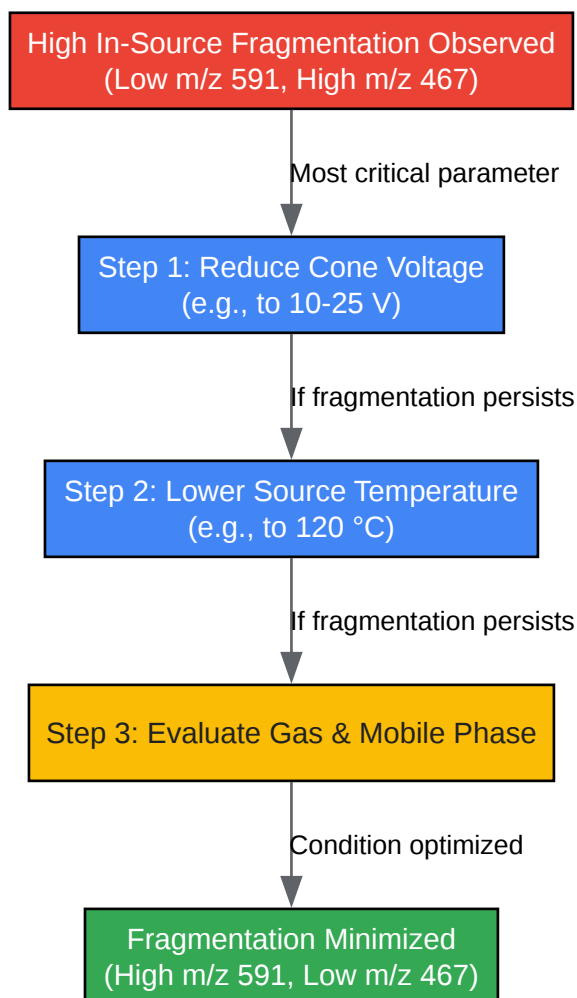 High In-Source Fragmentation Observed
(Low m/z 591, High m/z 467)
Most critical parameter
Step 1: Reduce Cone Voltage
(e.g., to 10-25 V)
If fragmentation persists
Step 2: Lower Source Temperature
(e.g., to 120 °C)
If fragmentation persists
Step 3: Evaluate Gas & Mobile Phase
Condition optimized
Fragmentation Minimized
(High m/z 591, Low m/z 467)